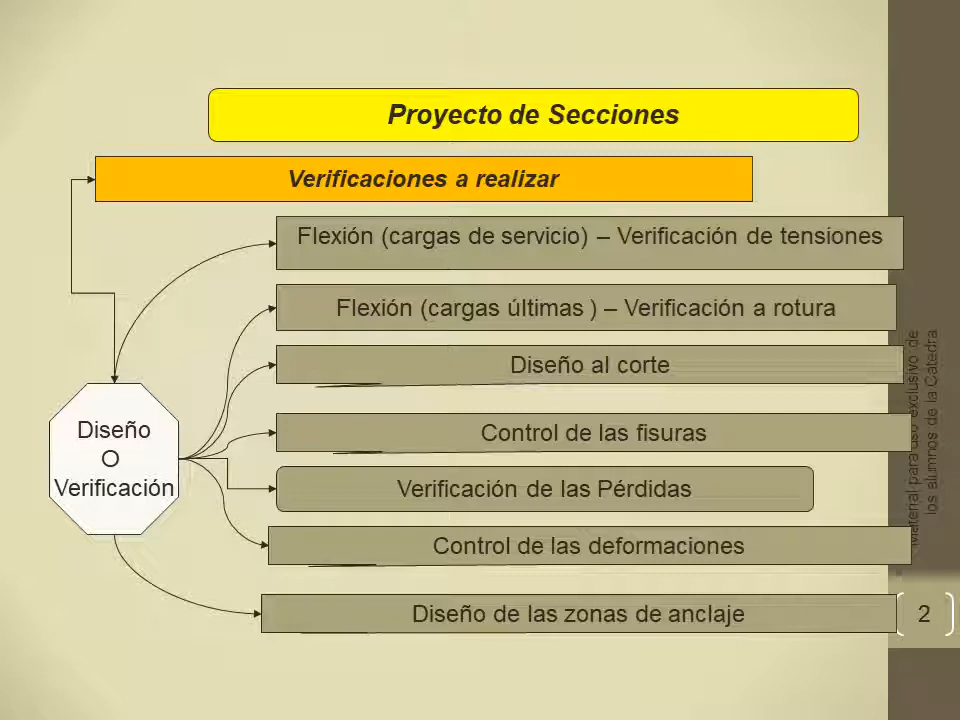 Proyecto de Secciones
Verificaciones a realizar
Flexión (cargas de servicio) – Verificación de tensiones
Flexión (cargas últimas ) – Verificación a rotura
Diseño al corte
Control de las fisuras
Verificación de las Pérdidas
Control de las deformaciones
Diseño de las zonas de anclaje
Diseño
O
Verificación
Material para uso exclusivo de
los alumnos de la Catedra
2